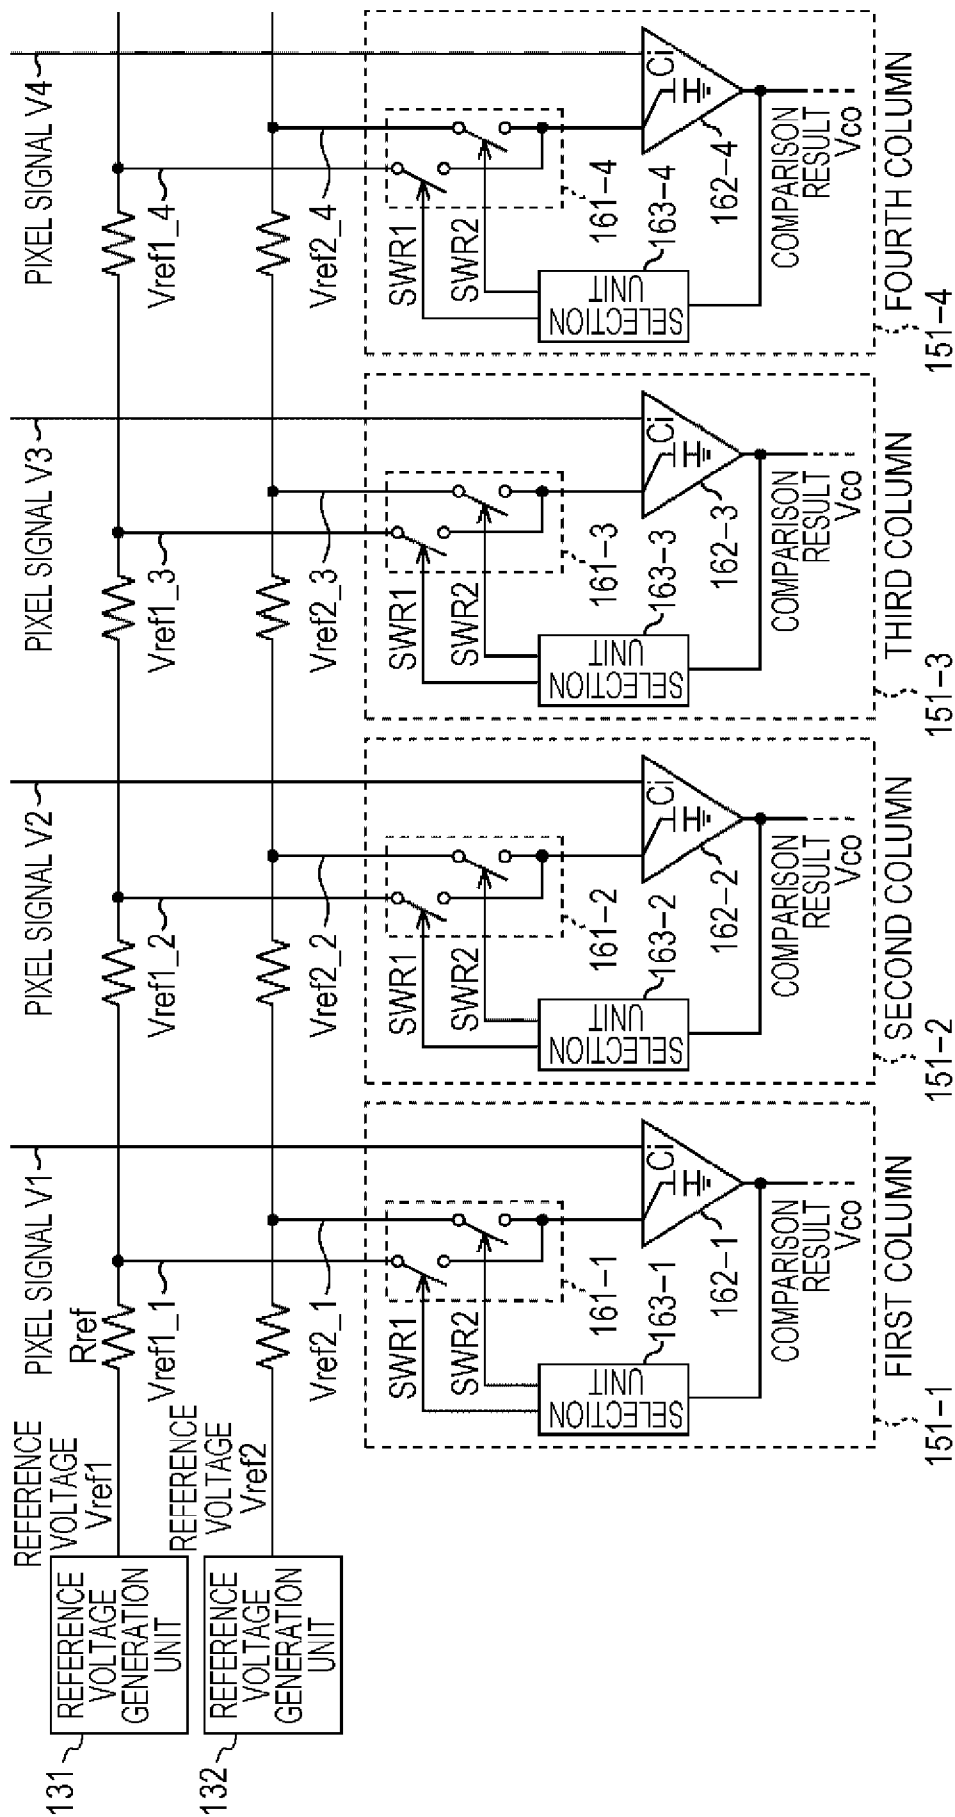 131
REFERENCE
VOLTAGE
GENERATION
UNIT
REFERENCE
VOLTAGE
Vref1
132
REFERENCE
VOLTAGE
GENERATION
UNIT
REFERENCE
VOLTAGE
Vref2
PIXEL SIGNAL V1
Rref
Vref1_1
Vref2_1
SWR1
SWR2
161-1
SELECTION
UNIT
163-1
Ci
162-1
COMPARISON
RESULT
Vco
FIRST COLUMN
151-1
PIXEL SIGNAL V2
Vref1_2
Vref2_2
SWR1
SWR2
161-2
SELECTION
UNIT
163-2
Ci
162-2
COMPARISON
RESULT
Vco
SECOND COLUMN
151-2
PIXEL SIGNAL V3
Vref1_3
Vref2_3
SWR1
SWR2
161-3
SELECTION
UNIT
163-3
Ci
162-3
COMPARISON
RESULT
Vco
THIRD COLUMN
151-3
PIXEL SIGNAL V4
Vref1_4
Vref2_4
SWR1
SWR2
161-4
SELECTION
UNIT
163-4
Ci
162-4
COMPARISON
RESULT
Vco
FOURTH COLUMN
151-4